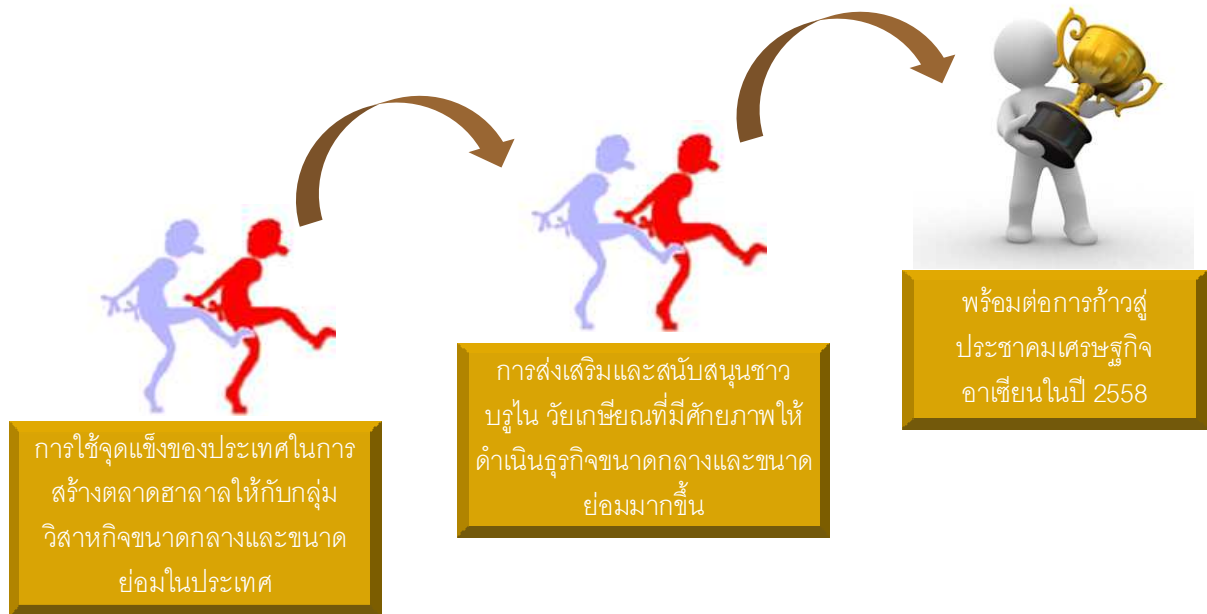 การใช้จุดแข็งของประเทศในการ
สร้างตลาดฮาลาลให้กับกลุ่ม
วิสาหกิจขนาดกลางและขนาด
ย่อมในประเทศ
การส่งเสริมและสนับสนุนชาว
บรูไน วัยเกษียณที่มีศักยภาพให้
ดำเนินธุรกิจขนาดกลางและขนาด
ย่อมมากขึ้น
พร้อมต่อการก้าวสู่
ประชาคมเศรษฐกิจ
อาเซียนในปี 2558